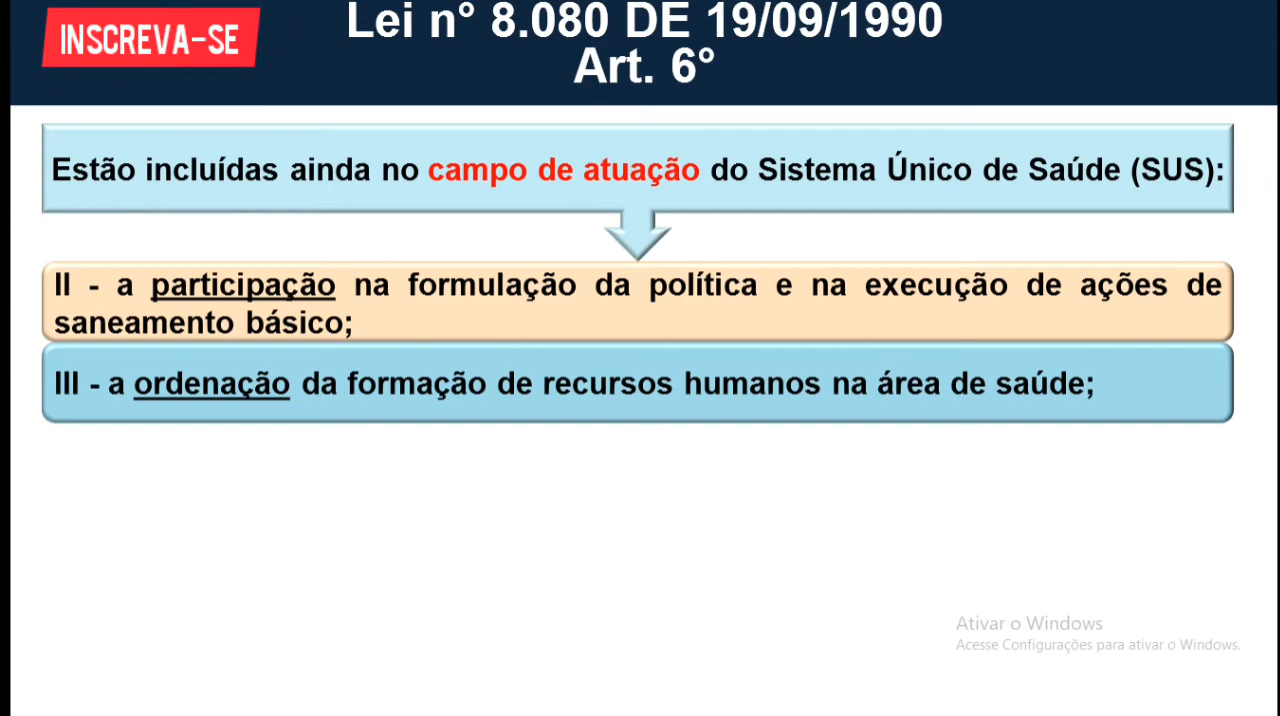 INSCREVA-SE
Lei n° 8.080 DE 19/09/1990
Art. 6°
Estão incluídas ainda no campo de atuação do Sistema Único de Saúde (SUS):
II - a participação na formulação da política e na execução de ações de
saneamento básico;
III - a ordenação da formação de recursos humanos na área de saúde;
Ativar o Windows
Acesse Configurações para ativar o Windows.